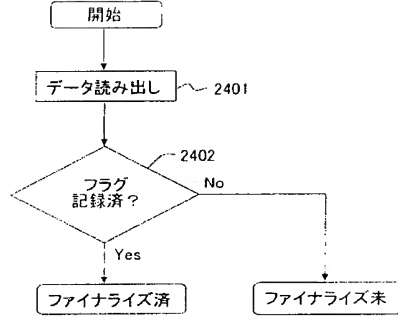 開始
データ読み出し
2401
2402
フラグ
記録済？
No
Yes
ファイナライズ済
ファイナライズ未